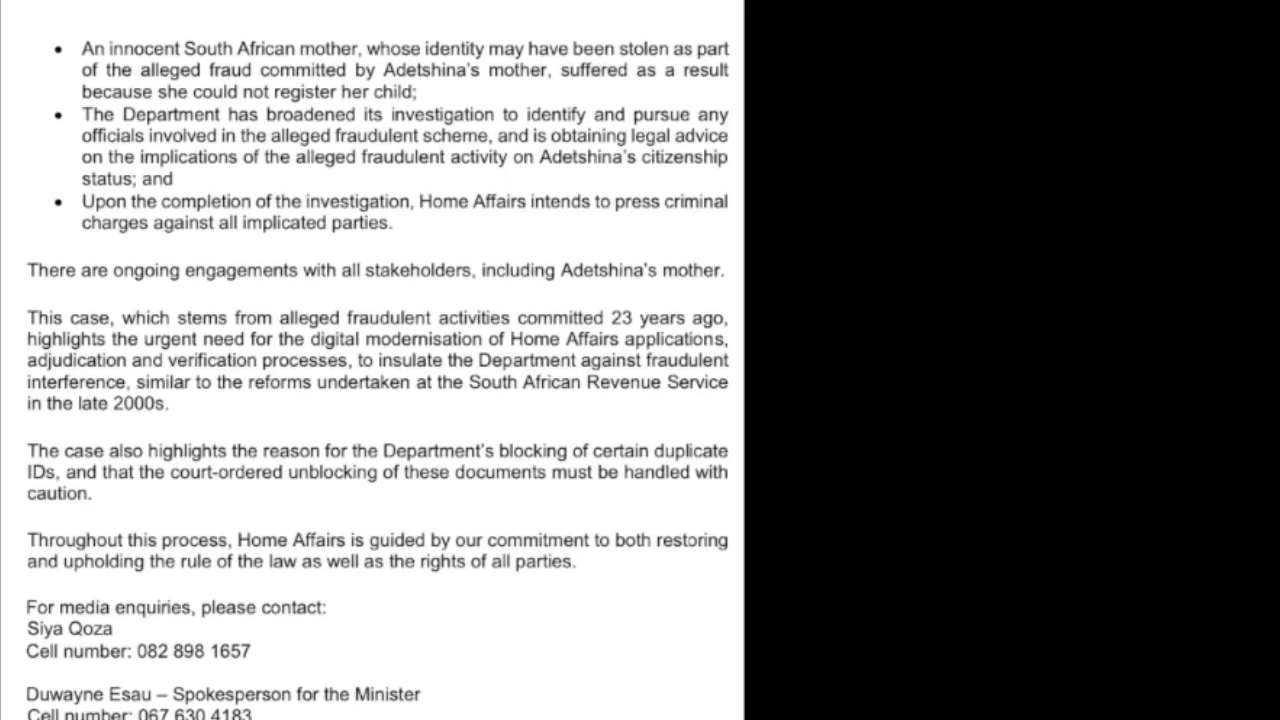 • An innocent South African mother, whose identity may have been stolen as part
of the alleged fraud committed by Adetshina's mother, suffered as a result
because she could not register her child;
• The Department has broadened its investigation to identify and pursue any
officials involved in the alleged fraudulent scheme, and is obtaining legal advice
on the implications of the alleged fraudulent activity on Adetshina's citizenship
status; and
• Upon the completion of the investigation, Home Affairs intends to press criminal
charges against all implicated parties.
There are ongoing engagements with all stakeholders, including Adetshina's mother.
This case, which stems from alleged fraudulent activities committed 23 years ago,
highlights the urgent need for the digital modernisation of Home Affairs applications,
adjudication and verification processes, to insulate the Department against fraudulent
interference, similar to the reforms undertaken at the South African Revenue Service
in the late 2000s.
The case also highlights the reason for the Department's blocking of certain duplicate
IDs, and that the court-ordered unblocking of these documents must be handled with
caution.
Throughout this process, Home Affairs is guided by our commitment to both restoring
and upholding the rule of the law as well as the rights of all parties.
For media enquiries, please contact:
Siya Qoza
Cell number: 082 898 1657
Duwayne Esau – Spokesperson for the Minister
Cell number: 067 630 4183